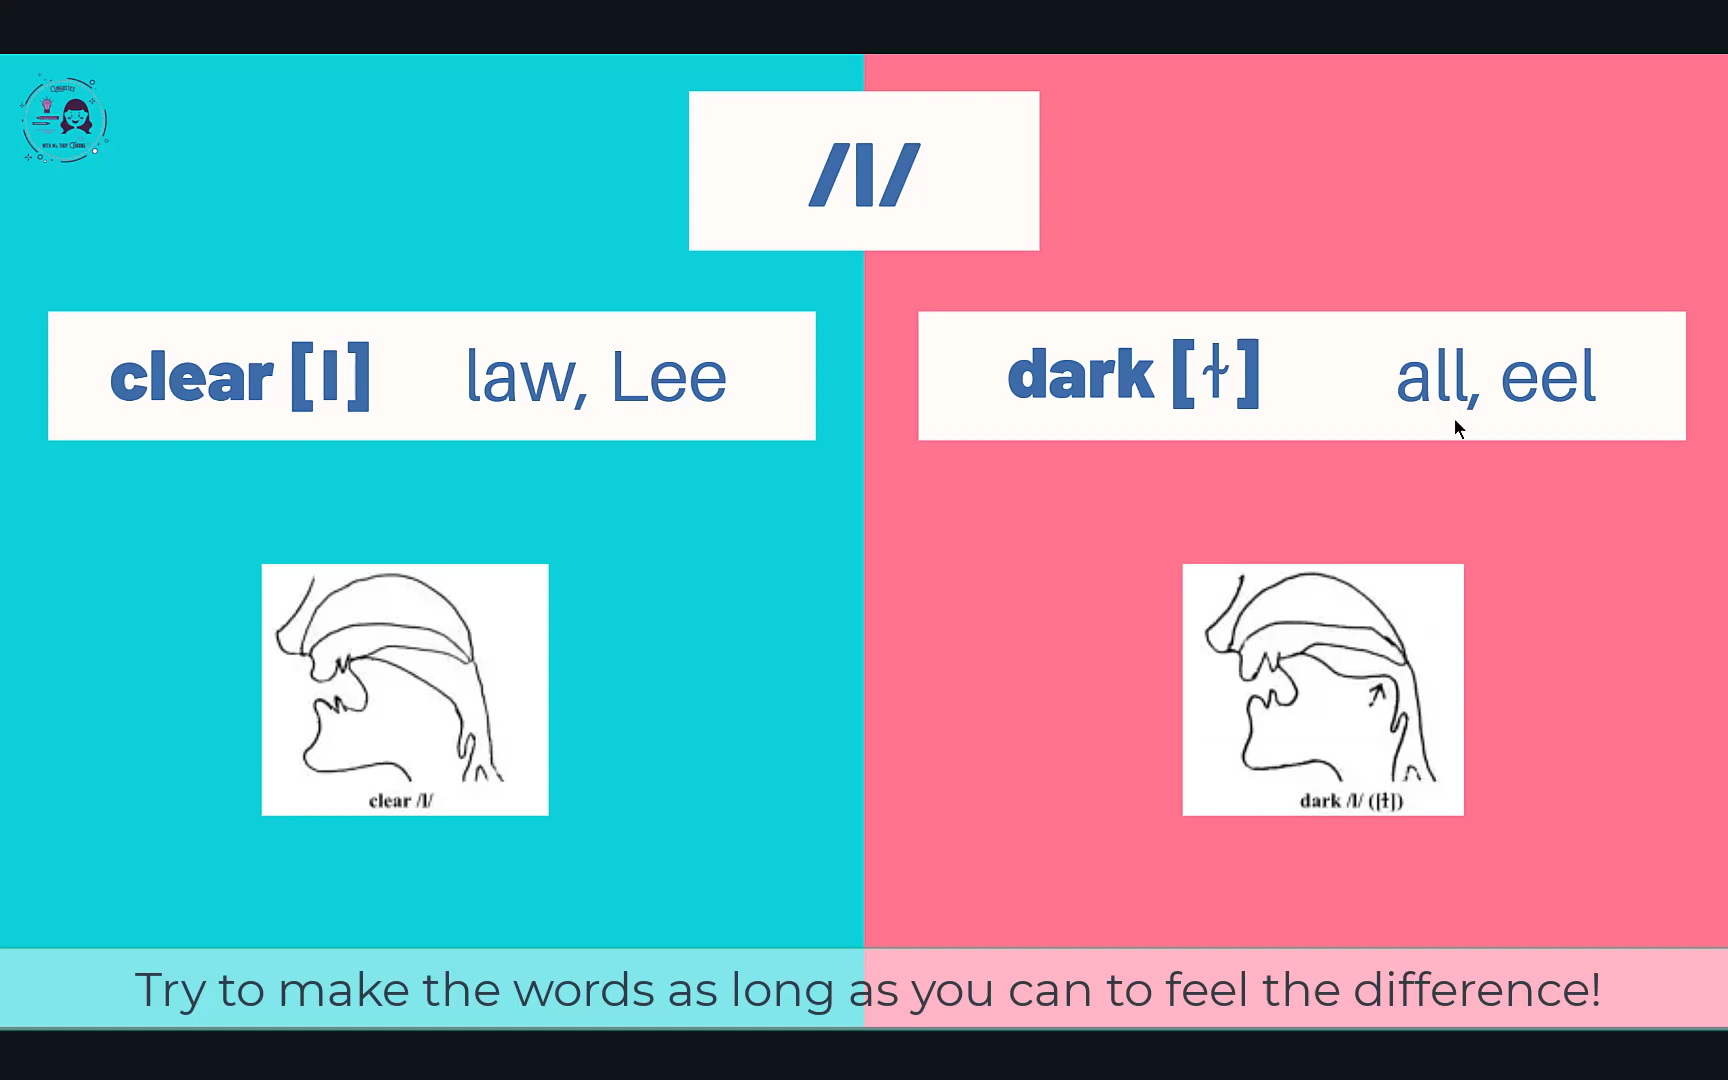 /l/
clear [l] law, Lee
dark [ɫ] all, eel
clear /l/
dark /l/ ([ɫ])
Try to make the words as long as you can to feel the difference!